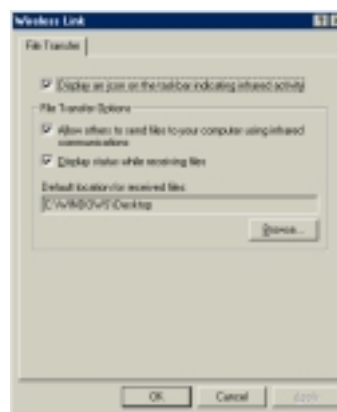 Wireless Link
File Transfer
Display an icon on the taskbar indicating infrared activity
File Transfer Options
Allow others to send files to your computer using infrared
communications
Display status while receiving files
Default location for received files:
C:\WINDOWS\Desktop
Browse...
OK Cancel Apply